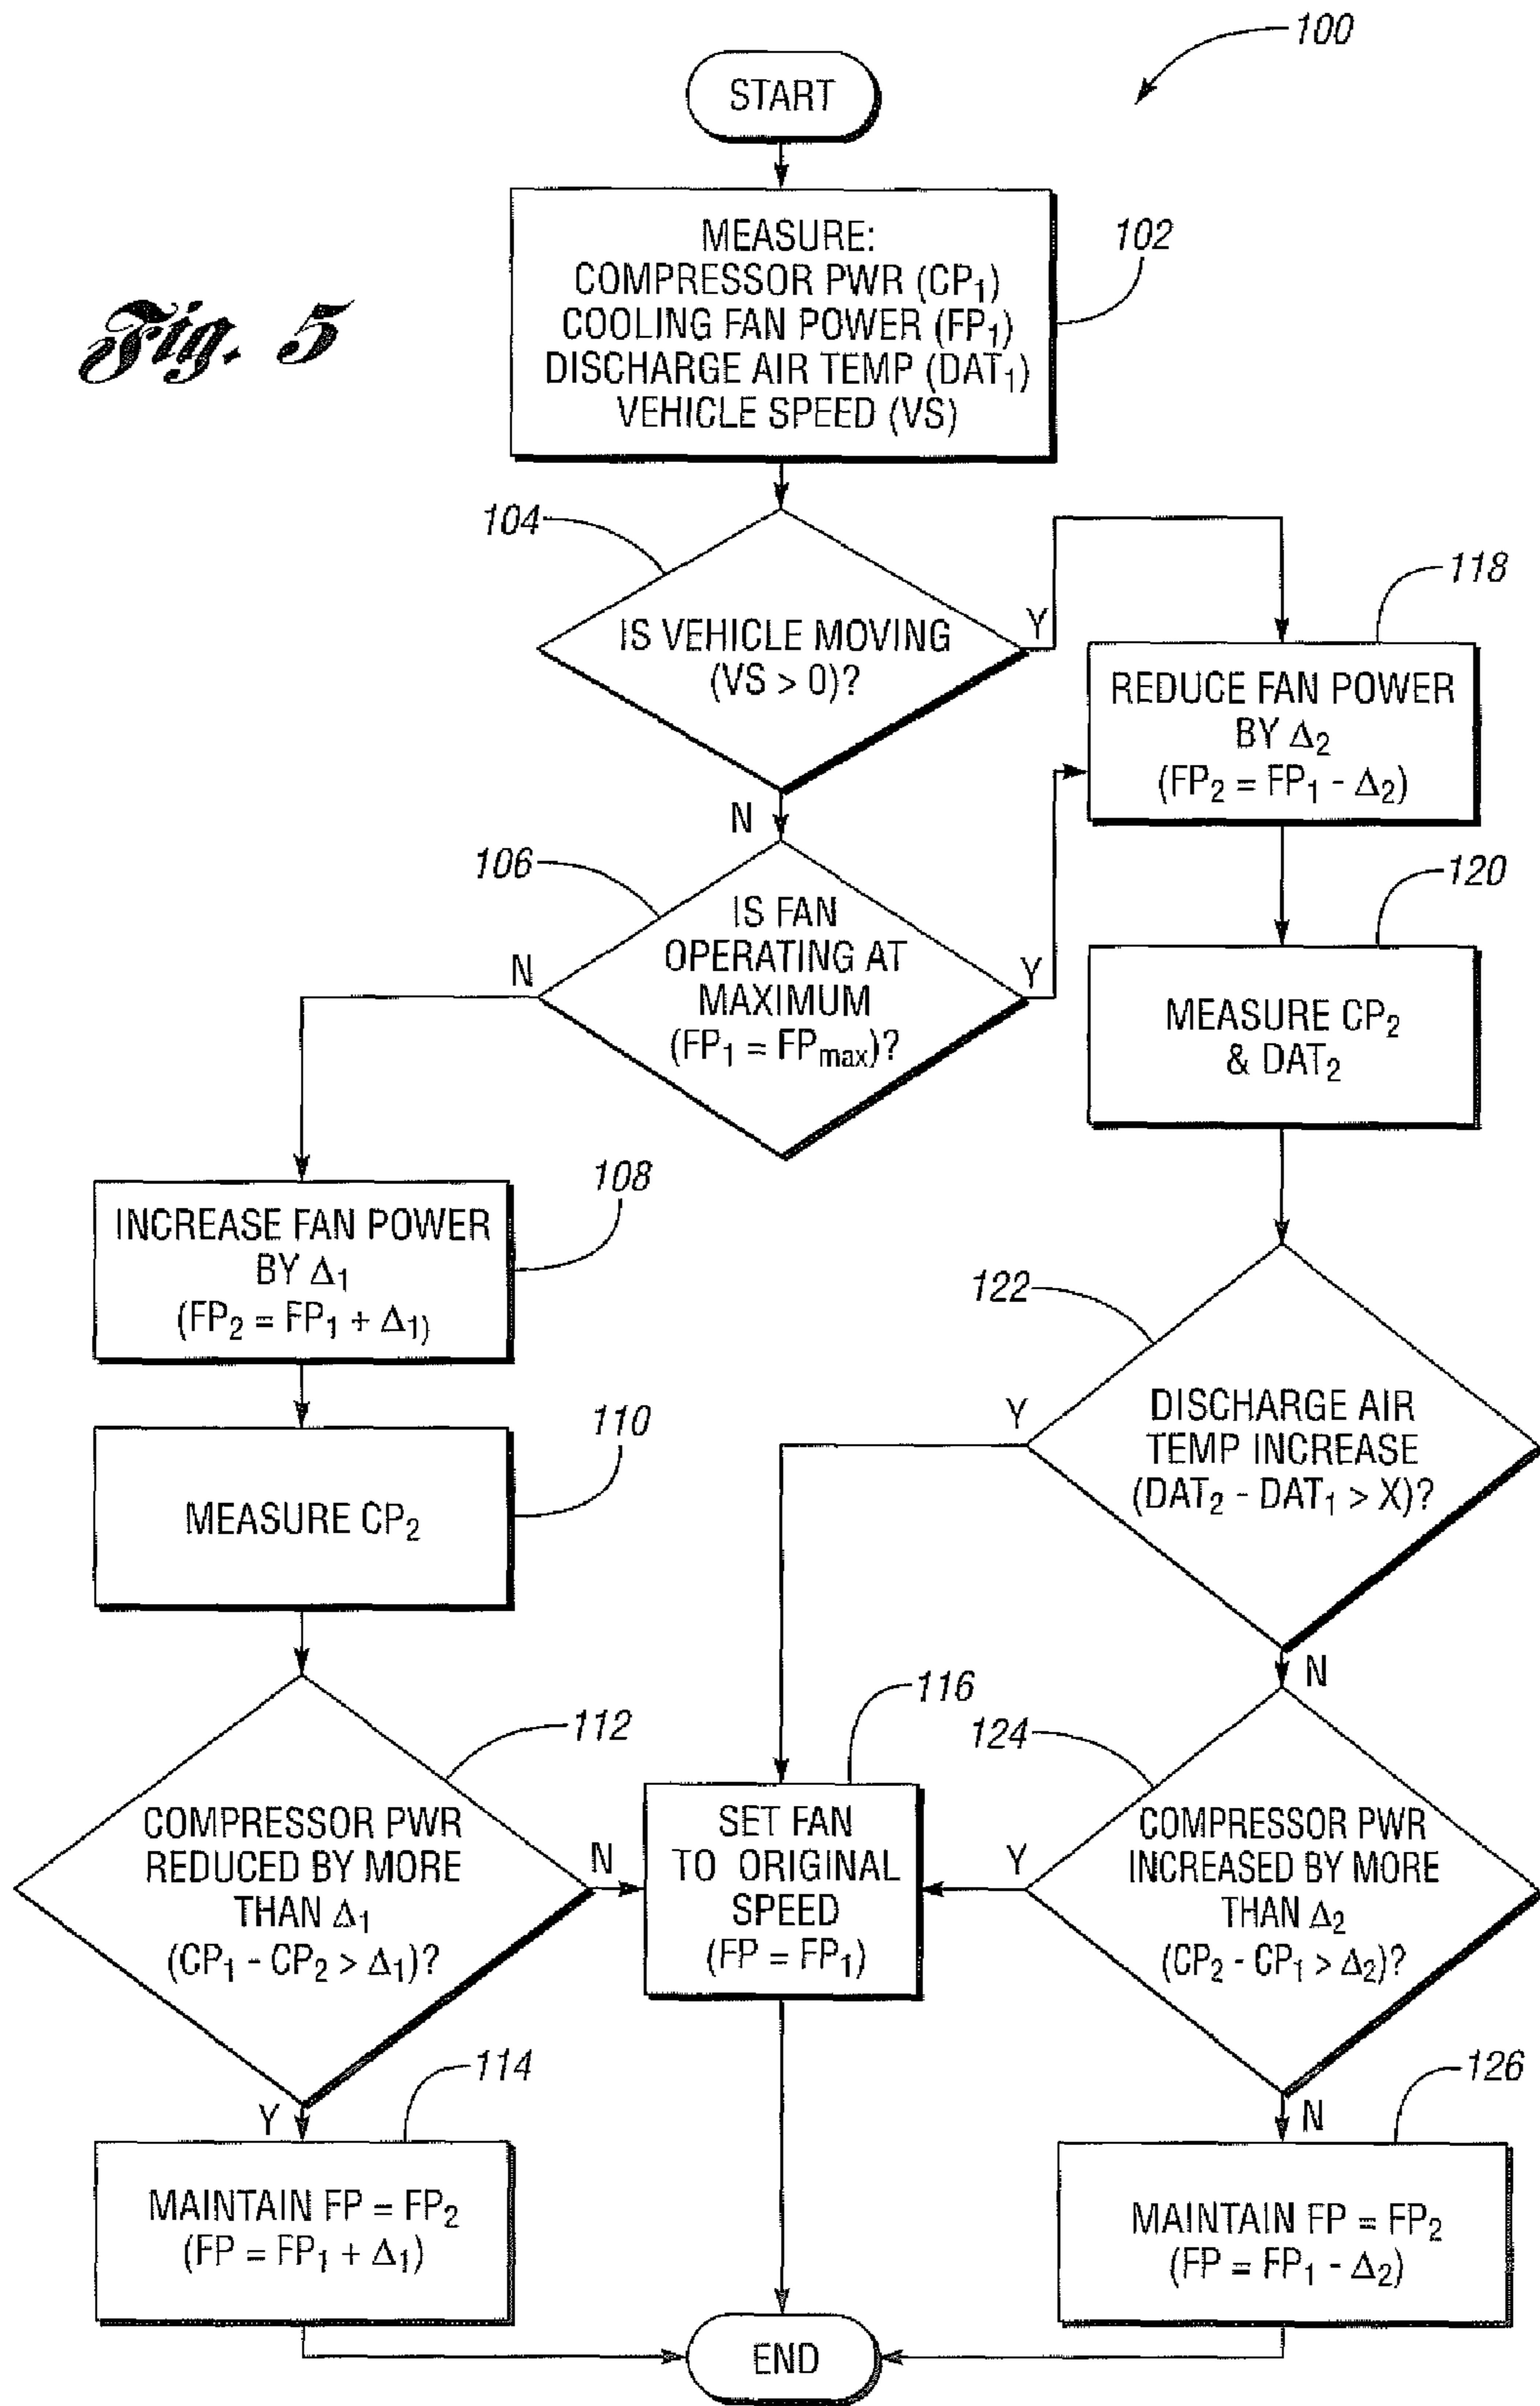 100
START
Fig. 5
MEASURE:
COMPRESSOR PWR (CP₁)
COOLING FAN POWER (FP₁)
DISCHARGE AIR TEMP (DAT₁)
VEHICLE SPEED (VS)
102
104
IS VEHICLE MOVING
(VS > 0)?
Y
N
118
REDUCE FAN POWER
BY Δ₂
(FP₂ = FP₁ - Δ₂)
106
IS FAN
OPERATING AT
MAXIMUM
(FP₁ = FPmax)?
N
Y
120
MEASURE CP₂
& DAT₂
108
INCREASE FAN POWER
BY Δ₁
(FP₂ = FP₁ + Δ₁)
110
MEASURE CP₂
122
DISCHARGE AIR
TEMP INCREASE
(DAT₂ - DAT₁ > X)?
Y
N
112
COMPRESSOR PWR
REDUCED BY MORE
THAN Δ₁
(CP₁ - CP₂ > Δ₁)?
N
Y
116
SET FAN
TO ORIGINAL
SPEED
(FP = FP₁)
124
COMPRESSOR PWR
INCREASED BY MORE
THAN Δ₂
(CP₂ - CP₁ > Δ₂)?
Y
N
114
MAINTAIN FP = FP₂
(FP = FP₁ + Δ₁)
126
MAINTAIN FP = FP₂
(FP = FP₁ - Δ₂)
END